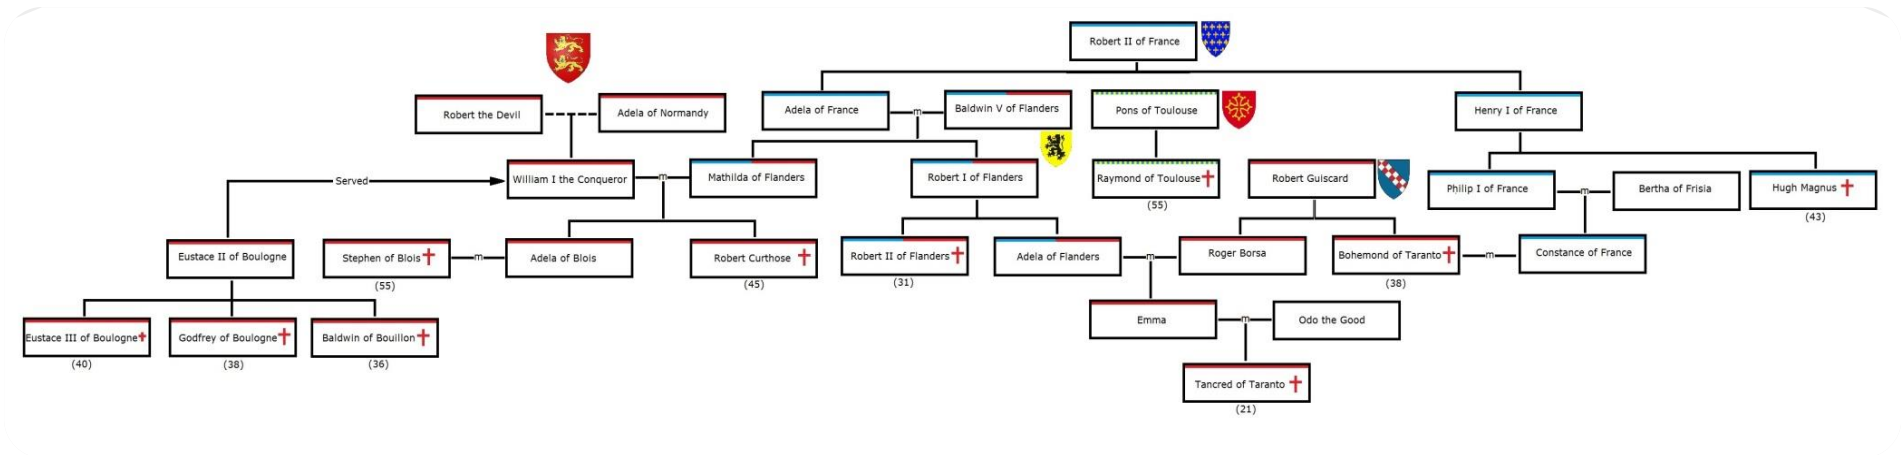 Robert II of France
Robert the Devil
Adela of Normandy
Adela of France
m
Baldwin V of Flanders
Pons of Toulouse
Henry I of France
Served
William I the Conqueror
m
Mathilda of Flanders
Robert I of Flanders
Raymond of Toulouse
(55)
Robert Guiscard
Philip I of France
m
Bertha of Frisia
Hugh Magnus
(43)
Eustace II of Boulogne
Stephen of Blois
(55)
m
Adela of Blois
Robert Curthose
(45)
Robert II of Flanders
(31)
Adela of Flanders
m
Roger Borsa
Bohemond of Taranto
(38)
m
Constance of France
Eustace III of Boulogne
(40)
Godfrey of Boulogne
(38)
Baldwin of Bouillon
(36)
Emma
m
Odo the Good
Tancred of Taranto
(21)